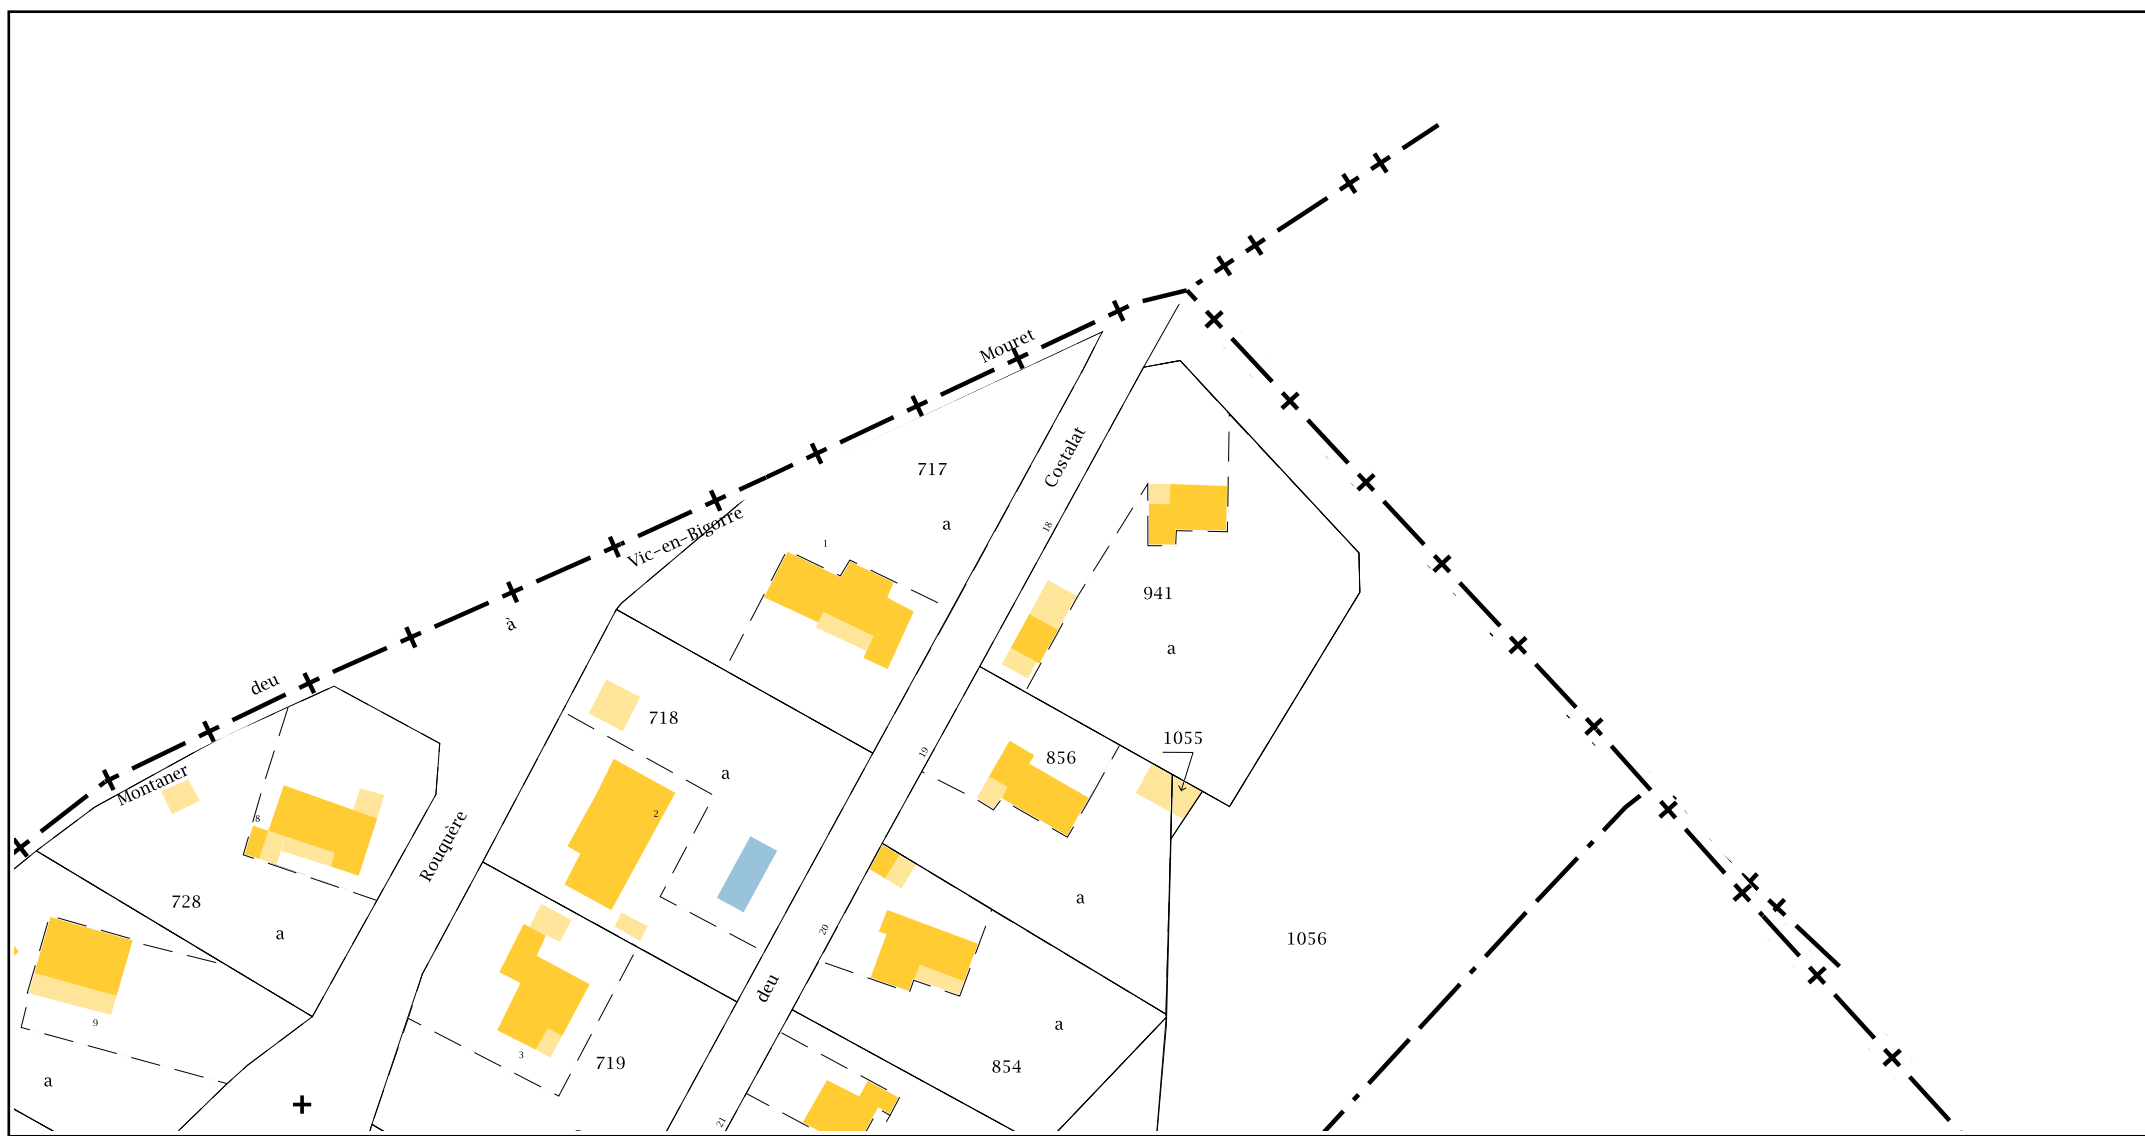 Mouret
Costalat
717
a
18
Vic-en-Bigorre
1
941
à
a
deu
718
1055
19
856
a
Montaner
2
8
Rouquère
728
a
a
20
1056
deu
9
a
3
719
854
a
21